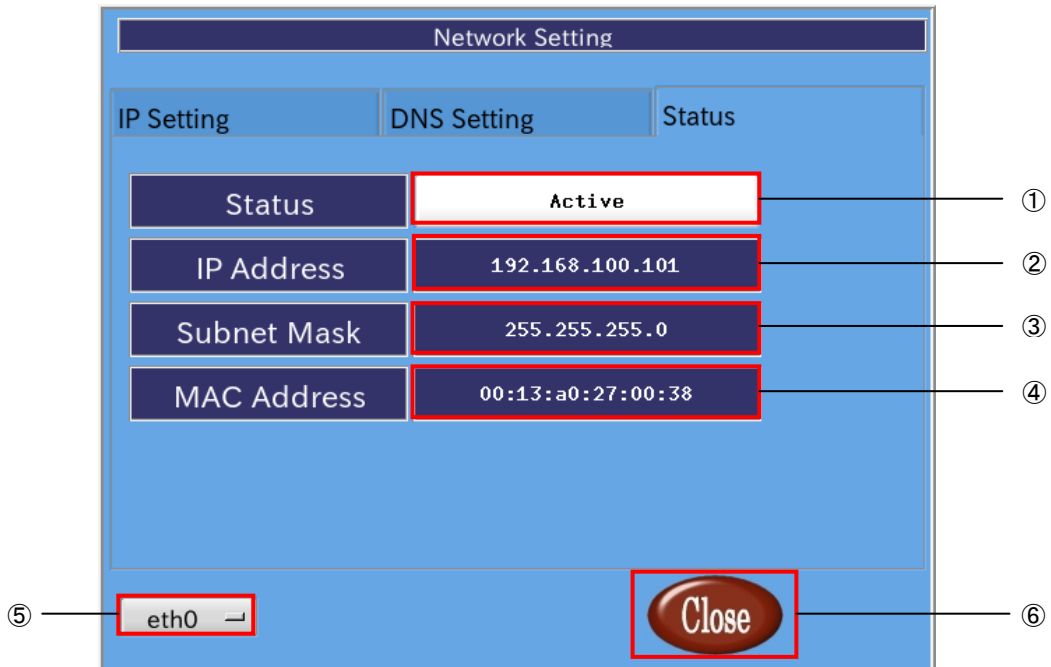 Network Setting
IP Setting DNS Setting Status
Status Active ①
IP Address 192.168.100.101 ②
Subnet Mask 255.255.255.0 ③
MAC Address 00:13:a0:27:00:38 ④
⑤ eth0 Close ⑥